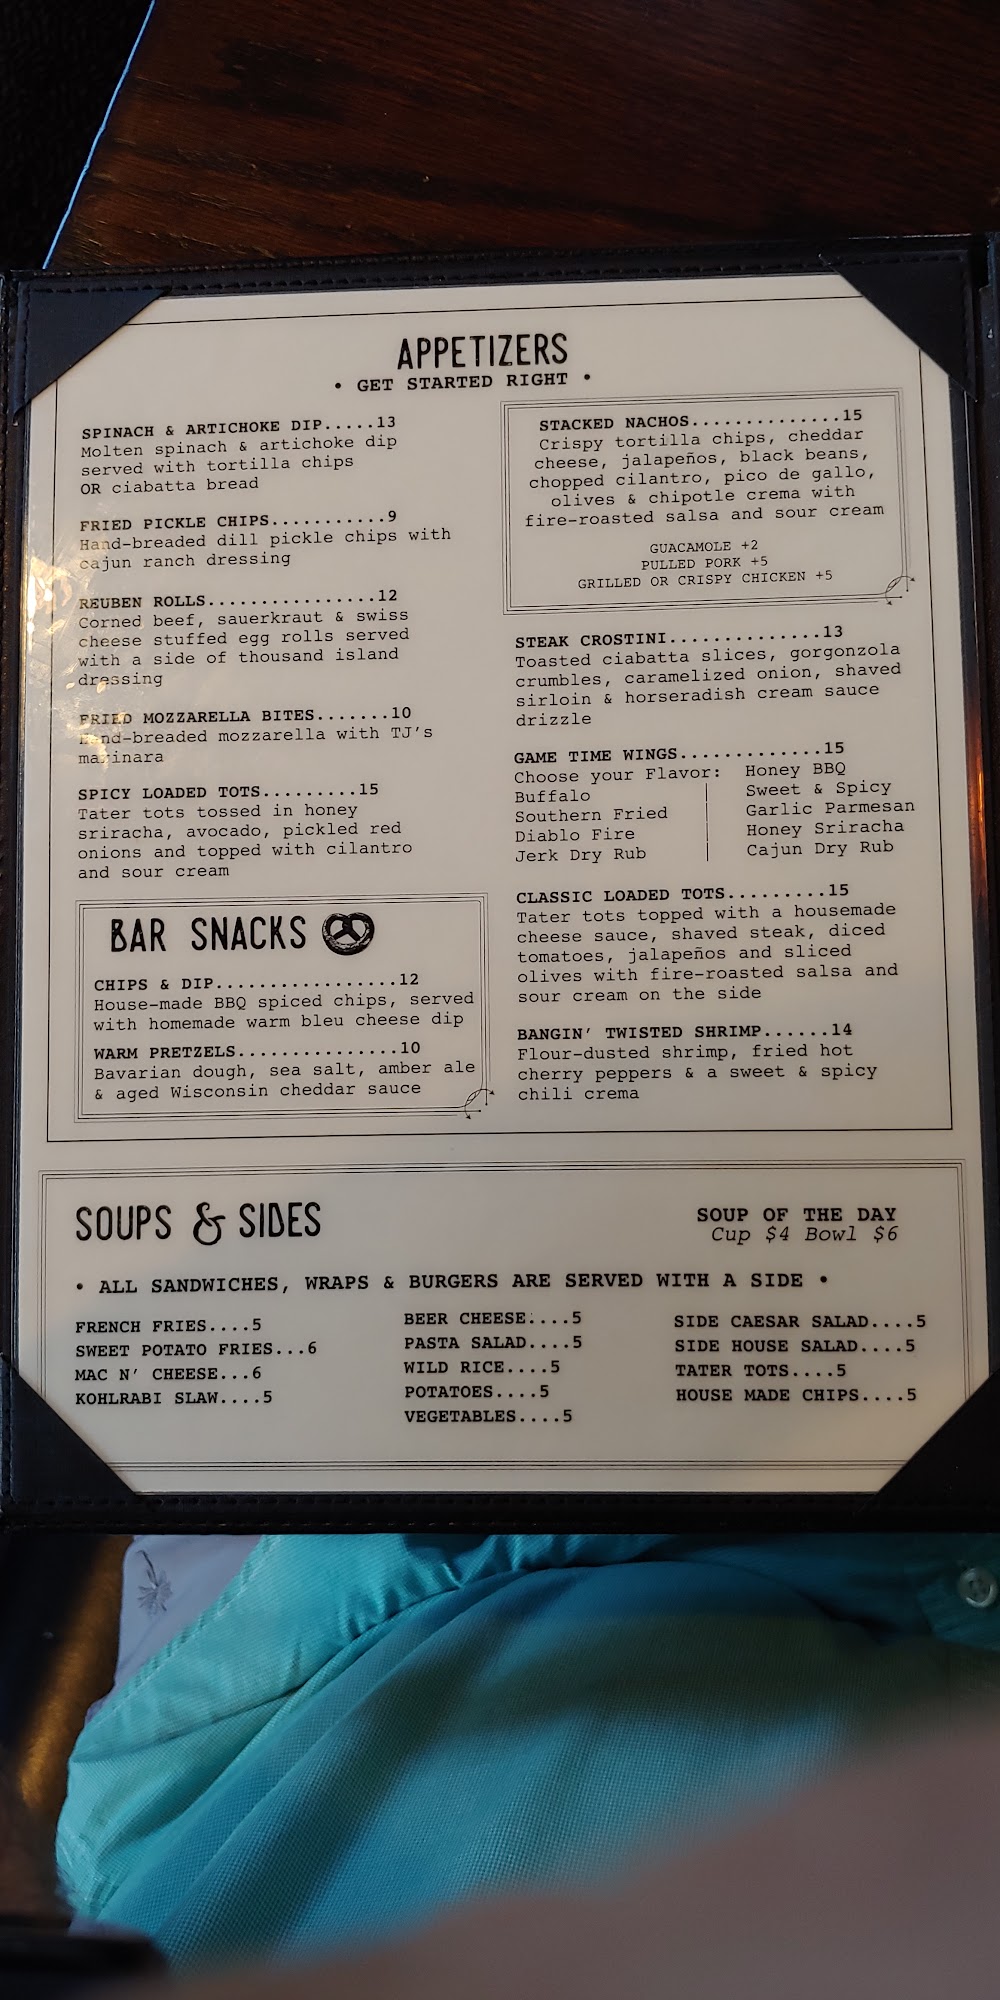 APPETIZERS
• GET STARTED RIGHT •
SPINACH & ARTICHOKE DIP.....13
Molten spinach & artichoke dip
served with tortilla chips
OR ciabatta bread
FRIED PICKLE CHIPS...........9
Hand-breaded dill pickle chips with
cajun ranch dressing
REUBEN ROLLS................12
Corned beef, sauerkraut & swiss
cheese stuffed egg rolls served
with a side of thousand island
dressing
FRIED MOZZARELLA BITES.......10
Hand-breaded mozzarella with TJ's
marinara
SPICY LOADED TOTS.........15
Tater tots tossed in honey
sriracha, avocado, pickled red
onions and topped with cilantro
and sour cream
BAR SNACKS
CHIPS & DIP.................12
House-made BBQ spiced chips, served
with homemade warm bleu cheese dip
WARM PRETZELS...............10
Bavarian dough, sea salt, amber ale
& aged Wisconsin cheddar sauce
STACKED NACHOS..............15
Crispy tortilla chips, cheddar
cheese, jalapeños, black beans,
chopped cilantro, pico de gallo,
olives & chipotle crema with
fire-roasted salsa and sour cream
GUACAMOLE +2
PULLED PORK +5
GRILLED OR CRISPY CHICKEN +5
STEAK CROSTINI..............13
Toasted ciabatta slices, gorgonzola
crumbles, caramelized onion, shaved
sirloin & horseradish cream sauce
drizzle
GAME TIME WINGS.............15
Choose your Flavor:
Buffalo
Southern Fried
Diablo Fire
Jerk Dry Rub
Honey BBQ
Sweet & Spicy
Garlic Parmesan
Honey Sriracha
Cajun Dry Rub
CLASSIC LOADED TOTS.........15
Tater tots topped with a housemade
cheese sauce, shaved steak, diced
tomatoes, jalapeños and sliced
olives with fire-roasted salsa and
sour cream on the side
BANGIN' TWISTED SHRIMP......14
Flour-dusted shrimp, fried hot
cherry peppers & a sweet & spicy
chili crema
SOUPS & SIDES
SOUP OF THE DAY
Cup $4 Bowl $6
• ALL SANDWICHES, WRAPS & BURGERS ARE SERVED WITH A SIDE •
FRENCH FRIES....5
SWEET POTATO FRIES...6
MAC N' CHEESE...6
KOHLRABI SLAW....5
BEER CHEESE....5
PASTA SALAD....5
WILD RICE....5
POTATOES....5
VEGETABLES....5
SIDE CAESAR SALAD....5
SIDE HOUSE SALAD....5
TATER TOTS....5
HOUSE MADE CHIPS....5